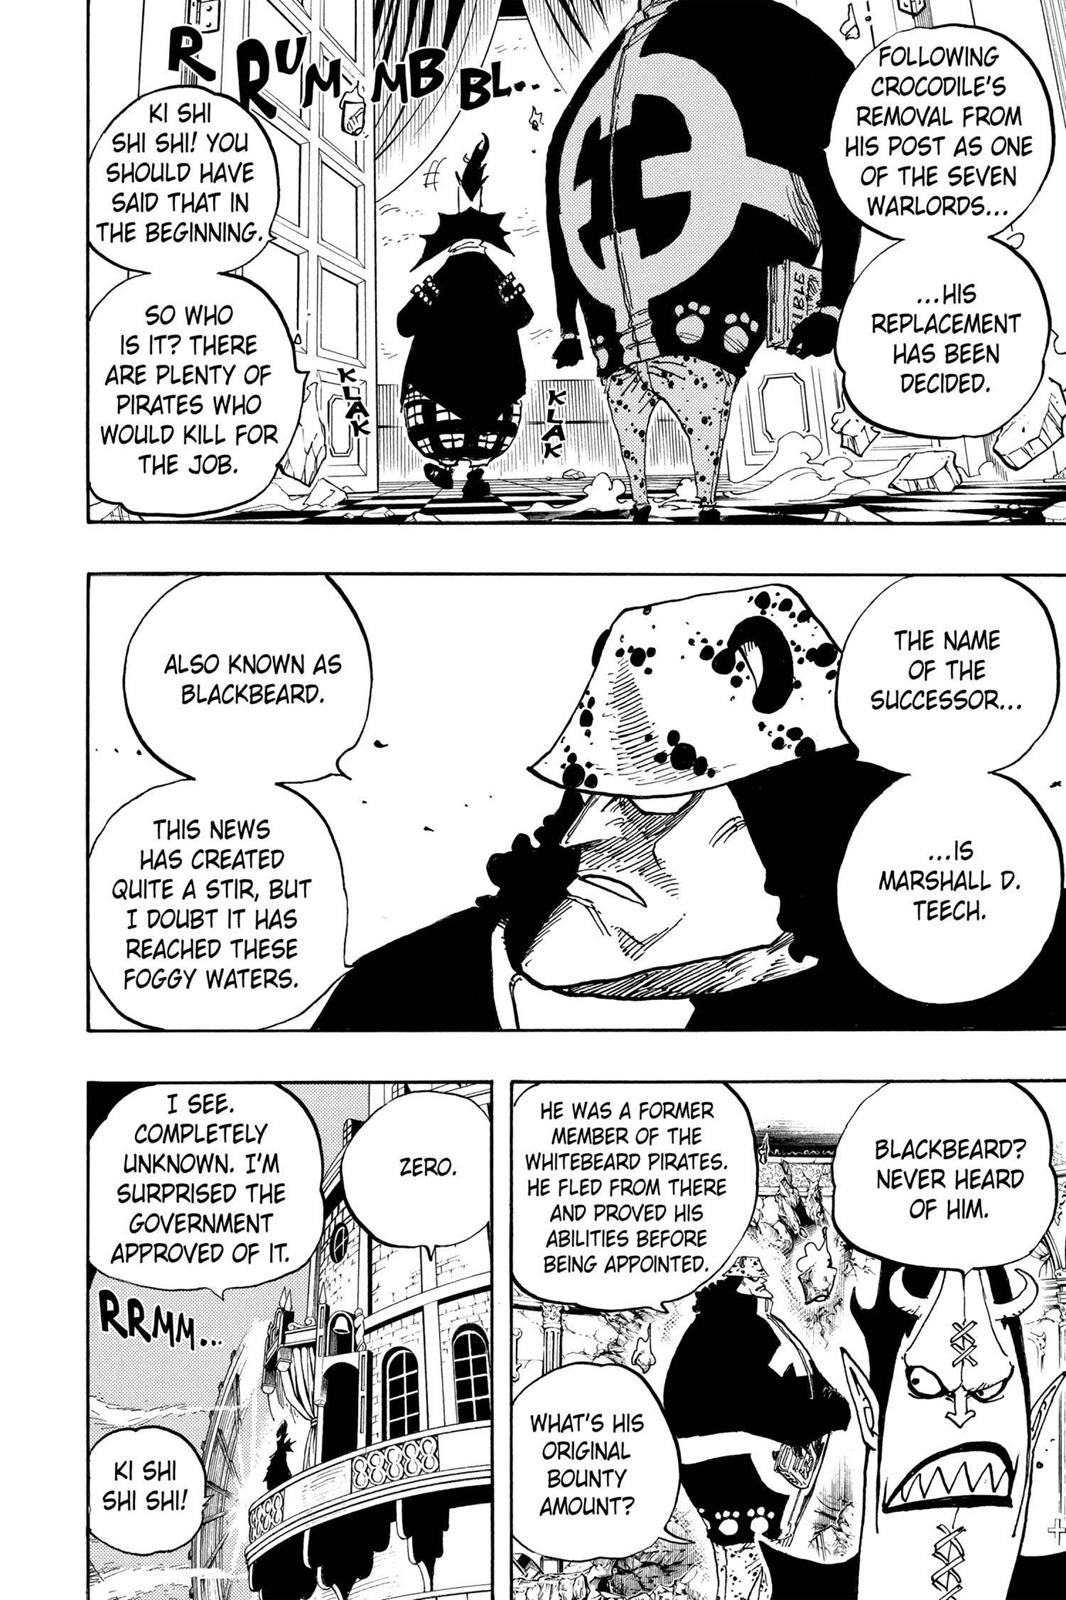 FOLLOWING
CROCODILE'S
REMOVAL FROM
HIS POST AS ONE
OF THE SEVEN
WARLORDS...
...HIS
REPLACEMENT
HAS BEEN
DECIDED.
BIBLE
R RUMMBBL...
KI SHI
SHI SHI! YOU
SHOULD HAVE
SAID THAT IN
THE BEGINNING.
SO WHO
IS IT? THERE
ARE PLENTY OF
PIRATES WHO
WOULD KILL FOR
THE JOB.
KLAK
KLAK
THE NAME
OF THE
SUCCESSOR...
...IS
MARSHALL D.
TEECH.
ALSO KNOWN AS
BLACKBEARD.
THIS NEWS
HAS CREATED
QUITE A STIR, BUT
I DOUBT IT HAS
REACHED THESE
FOGGY WATERS.
BLACKBEARD?
NEVER HEARD
OF HIM.
HE WAS A FORMER
MEMBER OF THE
WHITEBEARD PIRATES.
HE FLED FROM THERE
AND PROVED HIS
ABILITIES BEFORE
BEING APPOINTED.
WHAT'S HIS
ORIGINAL
BOUNTY
AMOUNT?
ZERO.
I SEE.
COMPLETELY
UNKNOWN. I'M
SURPRISED THE
GOVERNMENT
APPROVED OF IT.
RRMM...
KI SHI
SHI SHI!